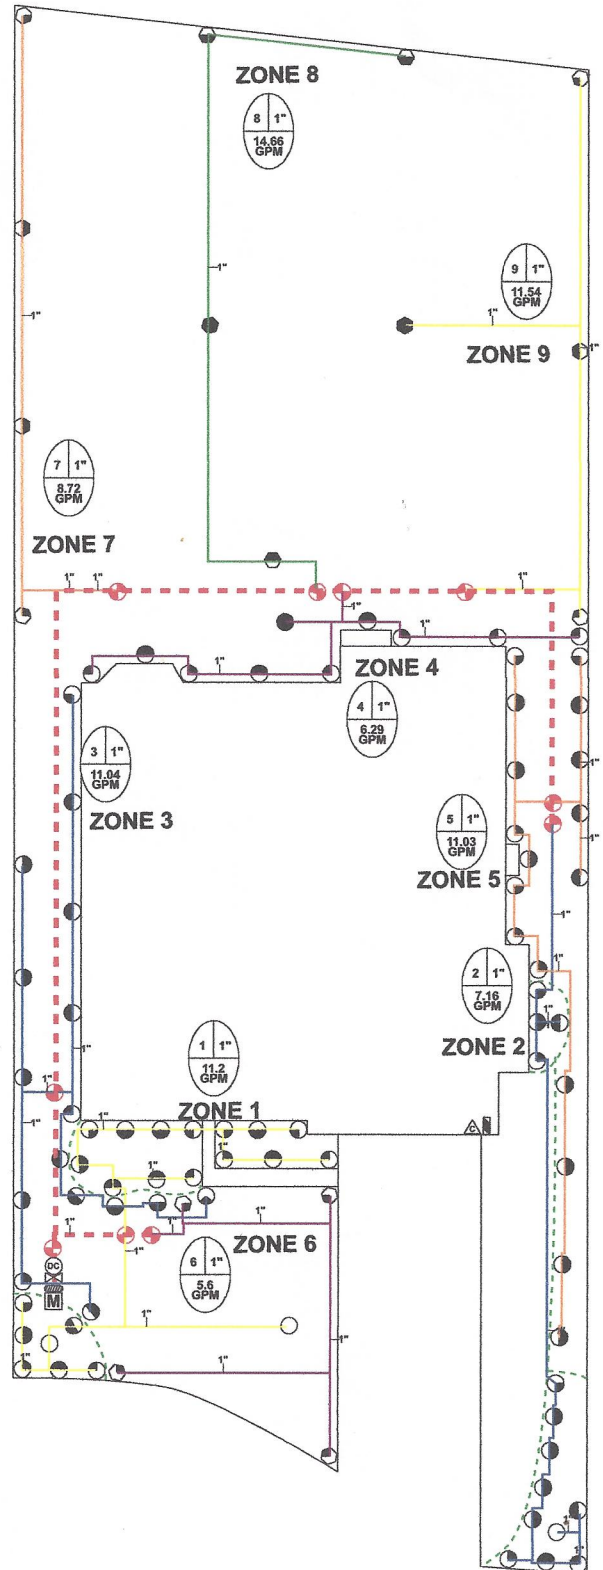 ZONE 8
8 1"
14.66
GPM
1"
9 1"
11.54
GPM
1"
1"
1"
ZONE 9
7 1"
8.72
GPM
ZONE 7
1" 1"
1"
1"
1"
1"
ZONE 4
4 1"
6.29
GPM
3 1"
11.04
GPM
1"
ZONE 3
5 1"
11.03
GPM
ZONE 5
1"
1"
2 1"
7.16
GPM
1"
ZONE 2
1 1"
11.2
GPM
1"
1"
ZONE 1
1"
1"
C
1"
1"
1"
1"
1"
ZONE 6
6 1"
5.6
GPM
DC
M
1"
1"
1"
1"
1"
1"